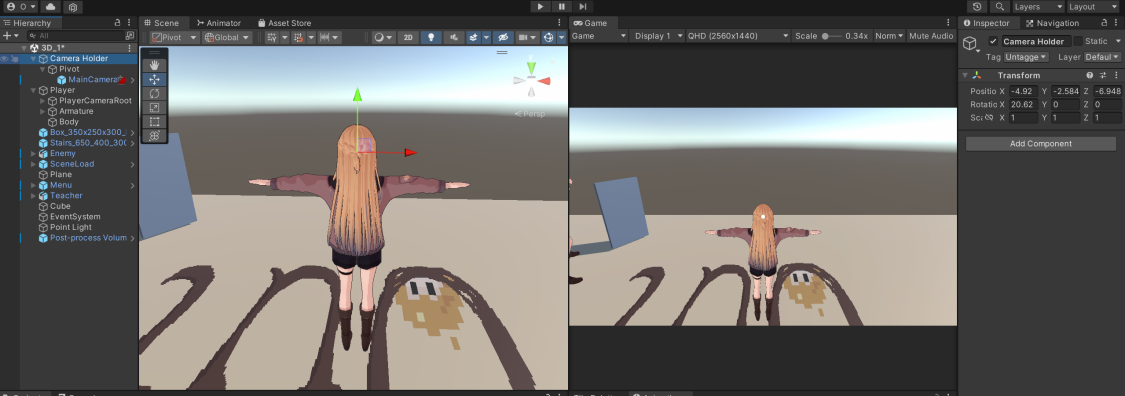 O
Layers
Layout
Hierarchy
All
3D_1*
Camera Holder
Pivot
MainCamera
Player
PlayerCameraRoot
Armature
Body
Box_350x250x300_
Stairs_650_400_300
Enemy
SceneLoad
Plane
Menu
Teacher
Cube
EventSystem
Point Light
Post-process Volum
Scene
Animator
Asset Store
Pivot
Global
2D
Persp
Game
Game
Display 1
QHD (2560x1440)
Scale
0.34x
Norm
Mute Audio
Inspector
Navigation
Camera Holder
Static
Tag Untagge
Layer Defaul
Transform
Positio X -4.92 Y -2.584 Z -6.948
Rotatic X 20.62 Y 0 Z 0
Sca X 1 Y 1 Z 1
Add Component